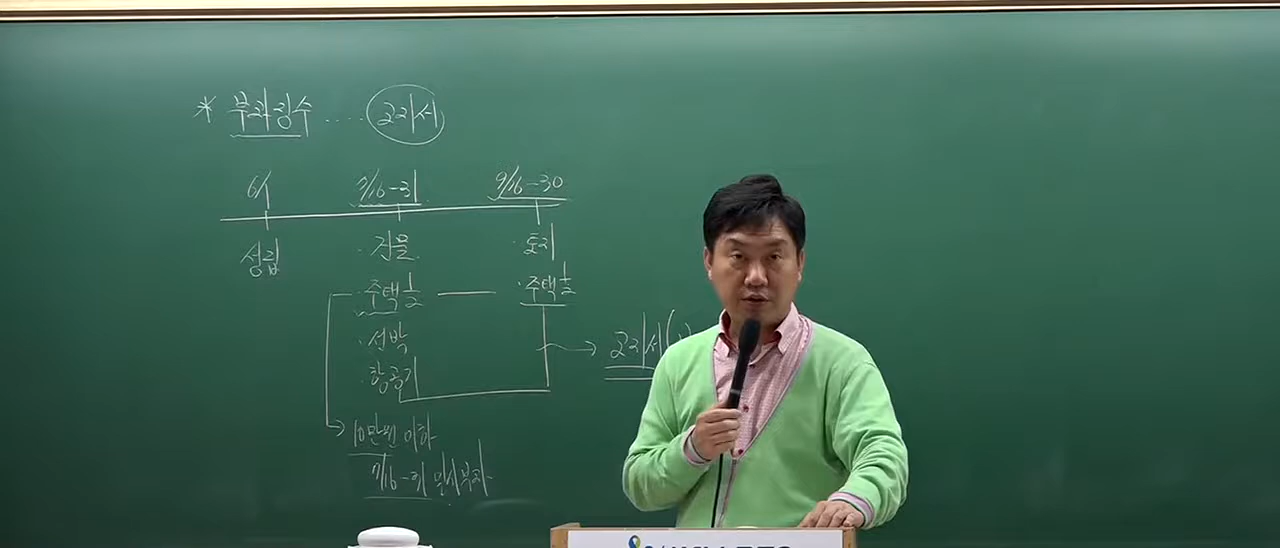 * 부과징수 .... 고지서
6/1 7/16-31 9/16-30
성립 ·건물 ·토지
·주택 1/2 ·주택 1/2
·선박 고지서(
·항공기
10만원 이하
7/16-31 일시부과